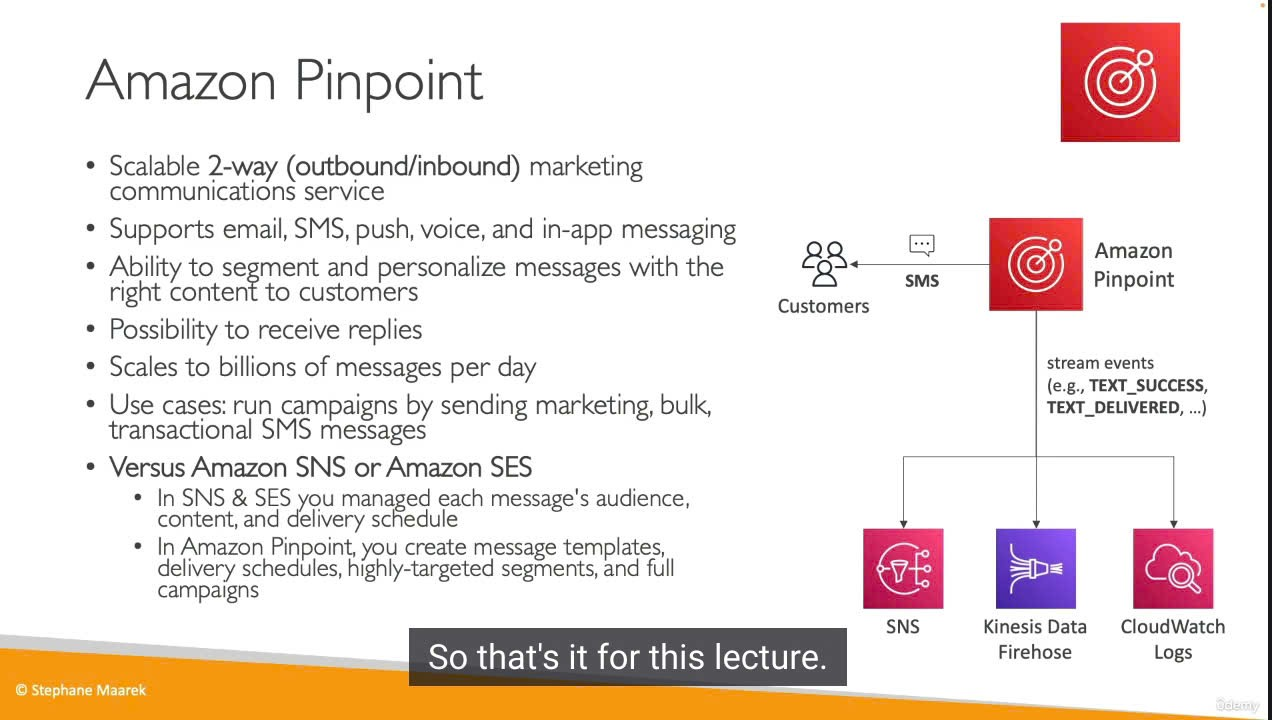 Amazon Pinpoint
• Scalable 2-way (outbound/inbound) marketing
communications service
• Supports email, SMS, push, voice, and in-app messaging
• Ability to segment and personalize messages with the
right content to customers
• Possibility to receive replies
• Scales to billions of messages per day
• Use cases: run campaigns by sending marketing, bulk,
transactional SMS messages
• Versus Amazon SNS or Amazon SES
• In SNS & SES you managed each message's audience,
content, and delivery schedule
• In Amazon Pinpoint, you create message templates,
delivery schedules, highly-targeted segments, and full
campaigns
Customers
SMS
Amazon
Pinpoint
stream events
(e.g., TEXT_SUCCESS,
TEXT_DELIVERED, …)
SNS
Kinesis Data
Firehose
CloudWatch
Logs
So that's it for this lecture.
© Stephane Maarek
ûdemy